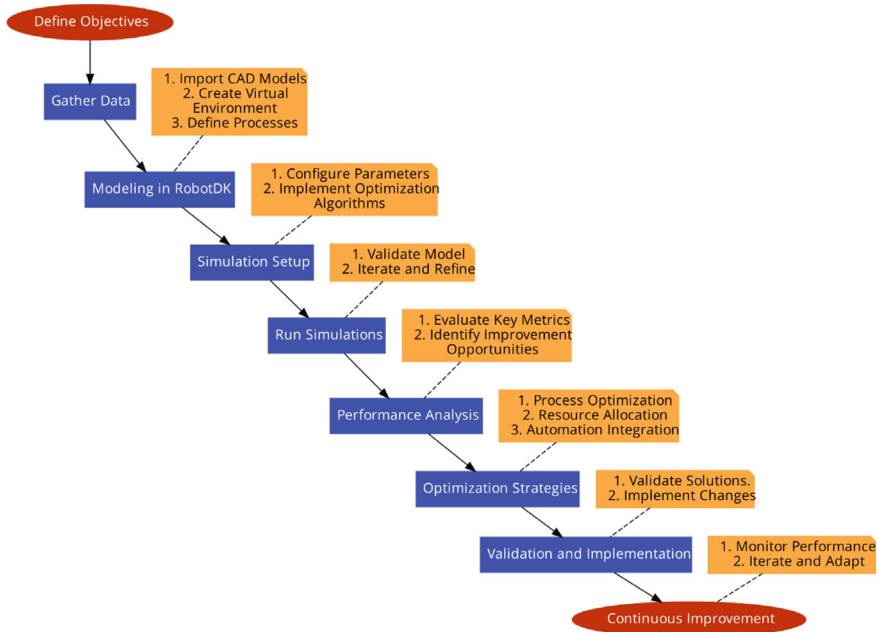 Define Objectives
Gather Data
1. Import CAD Models
2. Create Virtual
Environment
3. Define Processes
Modeling in RobotDK
1. Configure Parameters
2. Implement Optimization
Algorithms
Simulation Setup
1. Validate Model
2. Iterate and Refine
Run Simulations
1. Evaluate Key Metrics
2. Identify Improvement
Opportunities
Performance Analysis
1. Process Optimization
2. Resource Allocation
3. Automation Integration
Optimization Strategies
1. Validate Solutions.
2. Implement Changes
Validation and Implementation
1. Monitor Performance
2. Iterate and Adapt
Continuous Improvement